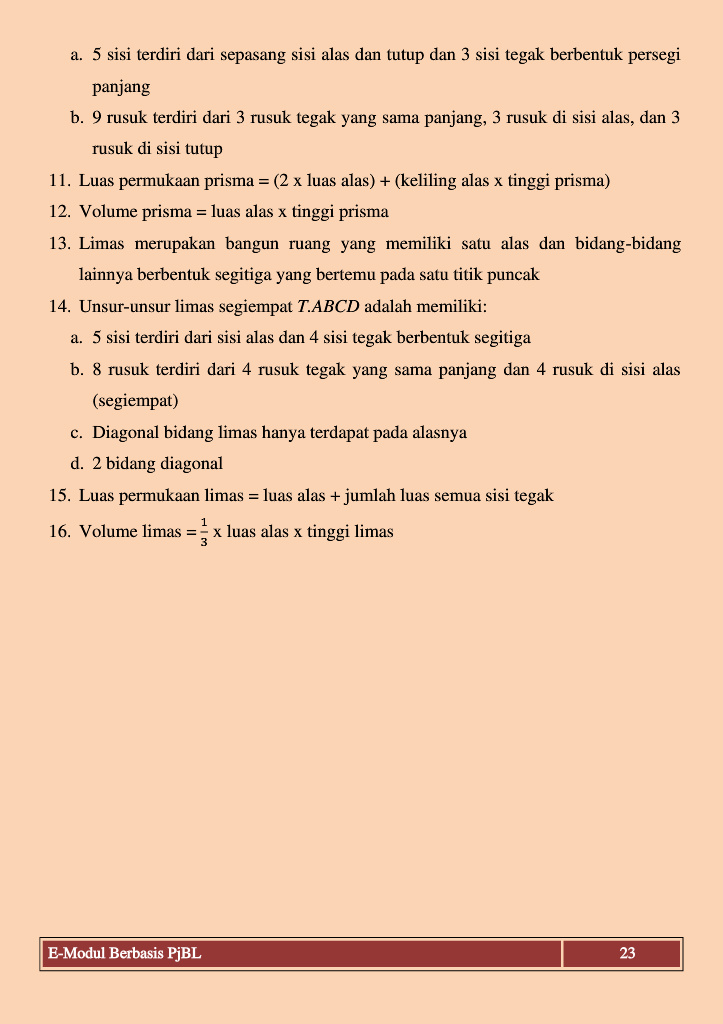 a. 5 sisi terdiri dari sepasang sisi alas dan tutup dan 3 sisi tegak berbentuk persegi
panjang
b. 9 rusuk terdiri dari 3 rusuk tegak yang sama panjang, 3 rusuk di sisi alas, dan 3
rusuk di sisi tutup
11. Luas permukaan prisma = (2 x luas alas) + (keliling alas x tinggi prisma)
12. Volume prisma = luas alas x tinggi prisma
13. Limas merupakan bangun ruang yang memiliki satu alas dan bidang-bidang
lainnya berbentuk segitiga yang bertemu pada satu titik puncak
14. Unsur-unsur limas segiempat T.ABCD adalah memiliki:
a. 5 sisi terdiri dari sisi alas dan 4 sisi tegak berbentuk segitiga
b. 8 rusuk terdiri dari 4 rusuk tegak yang sama panjang dan 4 rusuk di sisi alas
(segiempat)
c. Diagonal bidang limas hanya terdapat pada alasnya
d. 2 bidang diagonal
15. Luas permukaan limas = luas alas + jumlah luas semua sisi tegak
16. Volume limas = 1/3 x luas alas x tinggi limas
E-Modul Berbasis PjBL 23